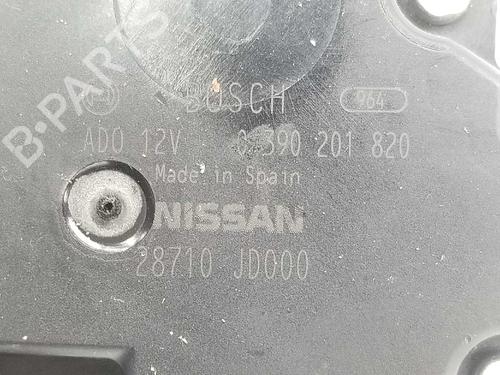 B-PARTS
BOSCH 964
ADO 12V 0 390 201 820
Made in Spain
NISSAN
28710 JD000